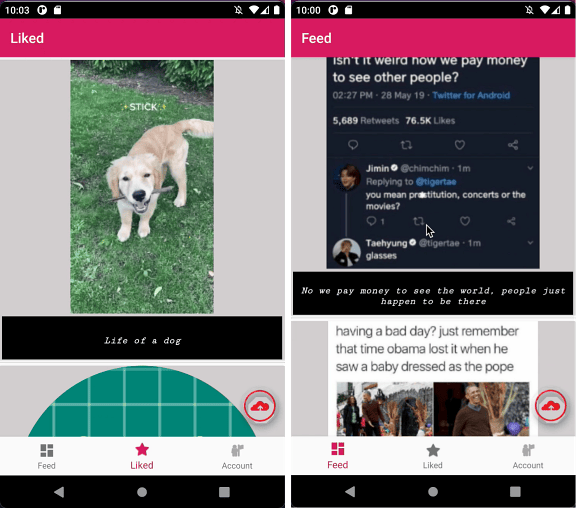 10:03
Liked
STICK
Life of a dog
Feed
Liked
Account
10:00
Feed
Isn't it weird how we pay money
to see other people?
02:27 PM · 28 May 19 · Twitter for Android
5,689 Retweets 76.5K Likes
Jimin @chimchim · 1m
Replying to @tigertae
you mean pr stitution, concerts or the
movies?
1
Taehyung @tigertae · 1m
glasses
No we pay money to see the world, people just
happen to be there
having a bad day? just remember
that time obama lost it when he
saw a baby dressed as the pope
Feed
Liked
Account